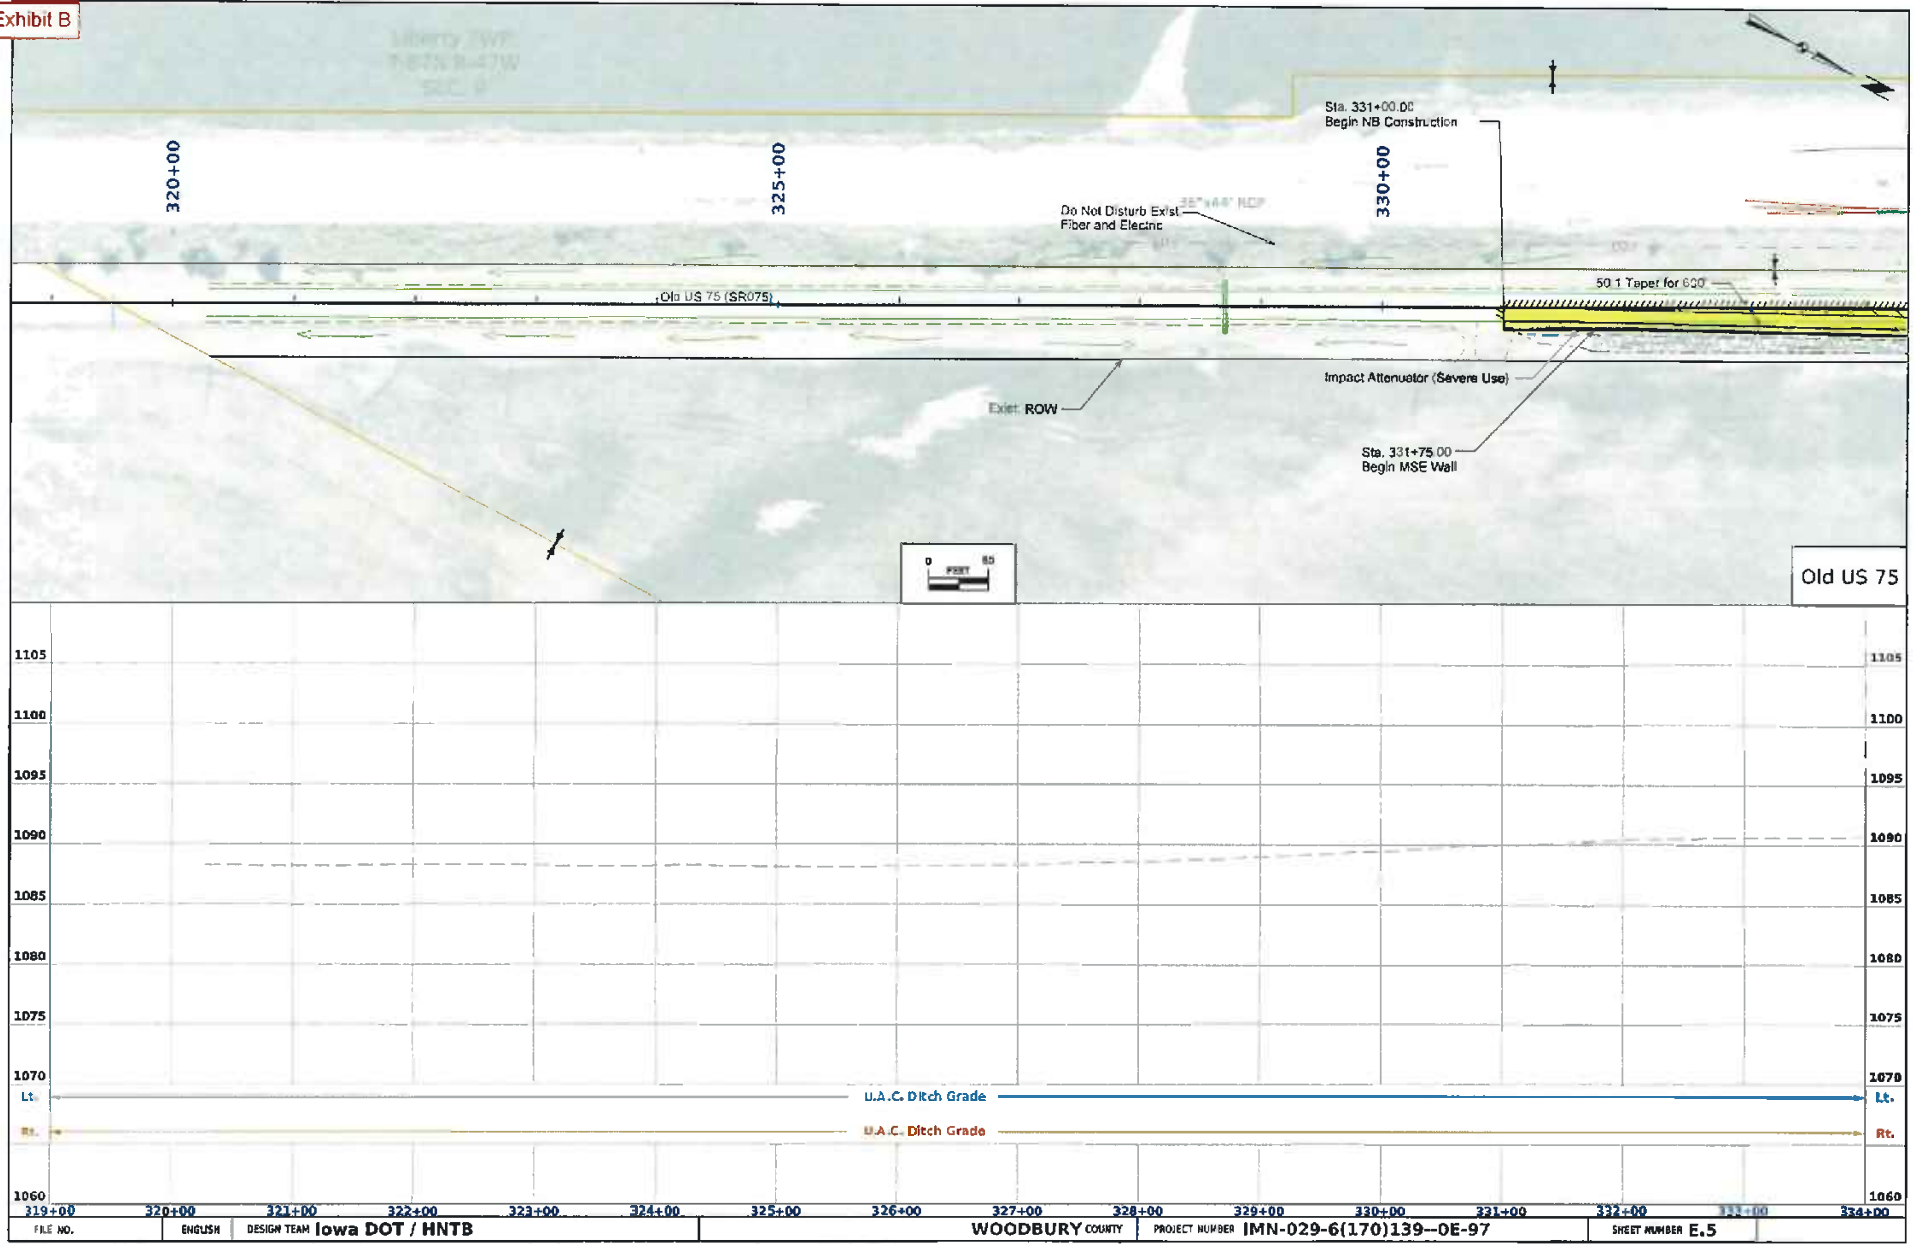 Exhibit B
Liberty TWP
SEC.
Sta. 331+00.00
Begin NB Construction
320+00
325+00
330+00
Do Not Disturb Exist
Fiber and Electric
RCP
50:1 Taper for 600'
Old US 75 (SR075)
Impact Attenuator (Severe Use)
Exist. ROW
Sta. 331+75.00
Begin MSE Wall
0 50
FEET
Old US 75
1105 1105
1100 1100
1095 1095
1090 1090
1085 1085
1080 1080
1075 1075
1070 1070
Lt. U.A.C. Ditch Grade Lt.
Rt. U.A.C. Ditch Grade Rt.
1060 1060
319+00 320+00 321+00 322+00 323+00 324+00 325+00 326+00 327+00 328+00 329+00 330+00 331+00 332+00 333+00 334+00
FILE NO. ENGLISH DESIGN TEAM Iowa DOT / HNTB WOODBURY COUNTY PROJECT NUMBER IMN-029-6(170)139--0E-97 SHEET NUMBER E.5